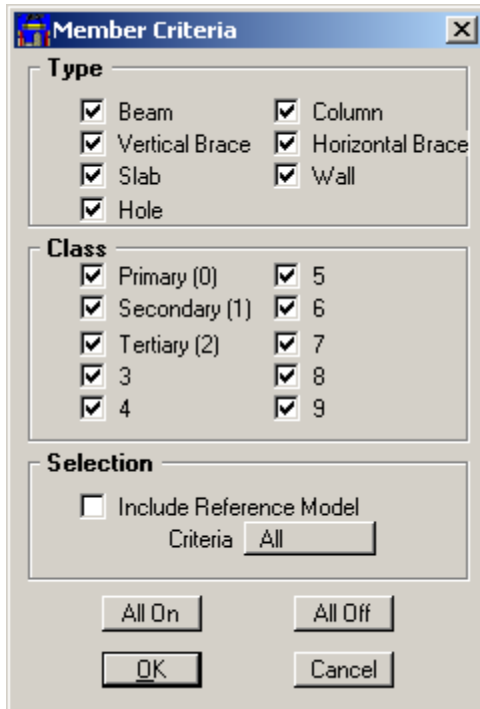 Member Criteria
Type
Beam Column
Vertical Brace Horizontal Brace
Slab Wall
Hole
Class
Primary (0) 5
Secondary (1) 6
Tertiary (2) 7
3 8
4 9
Selection
Include Reference Model
Criteria All
All On All Off
OK Cancel